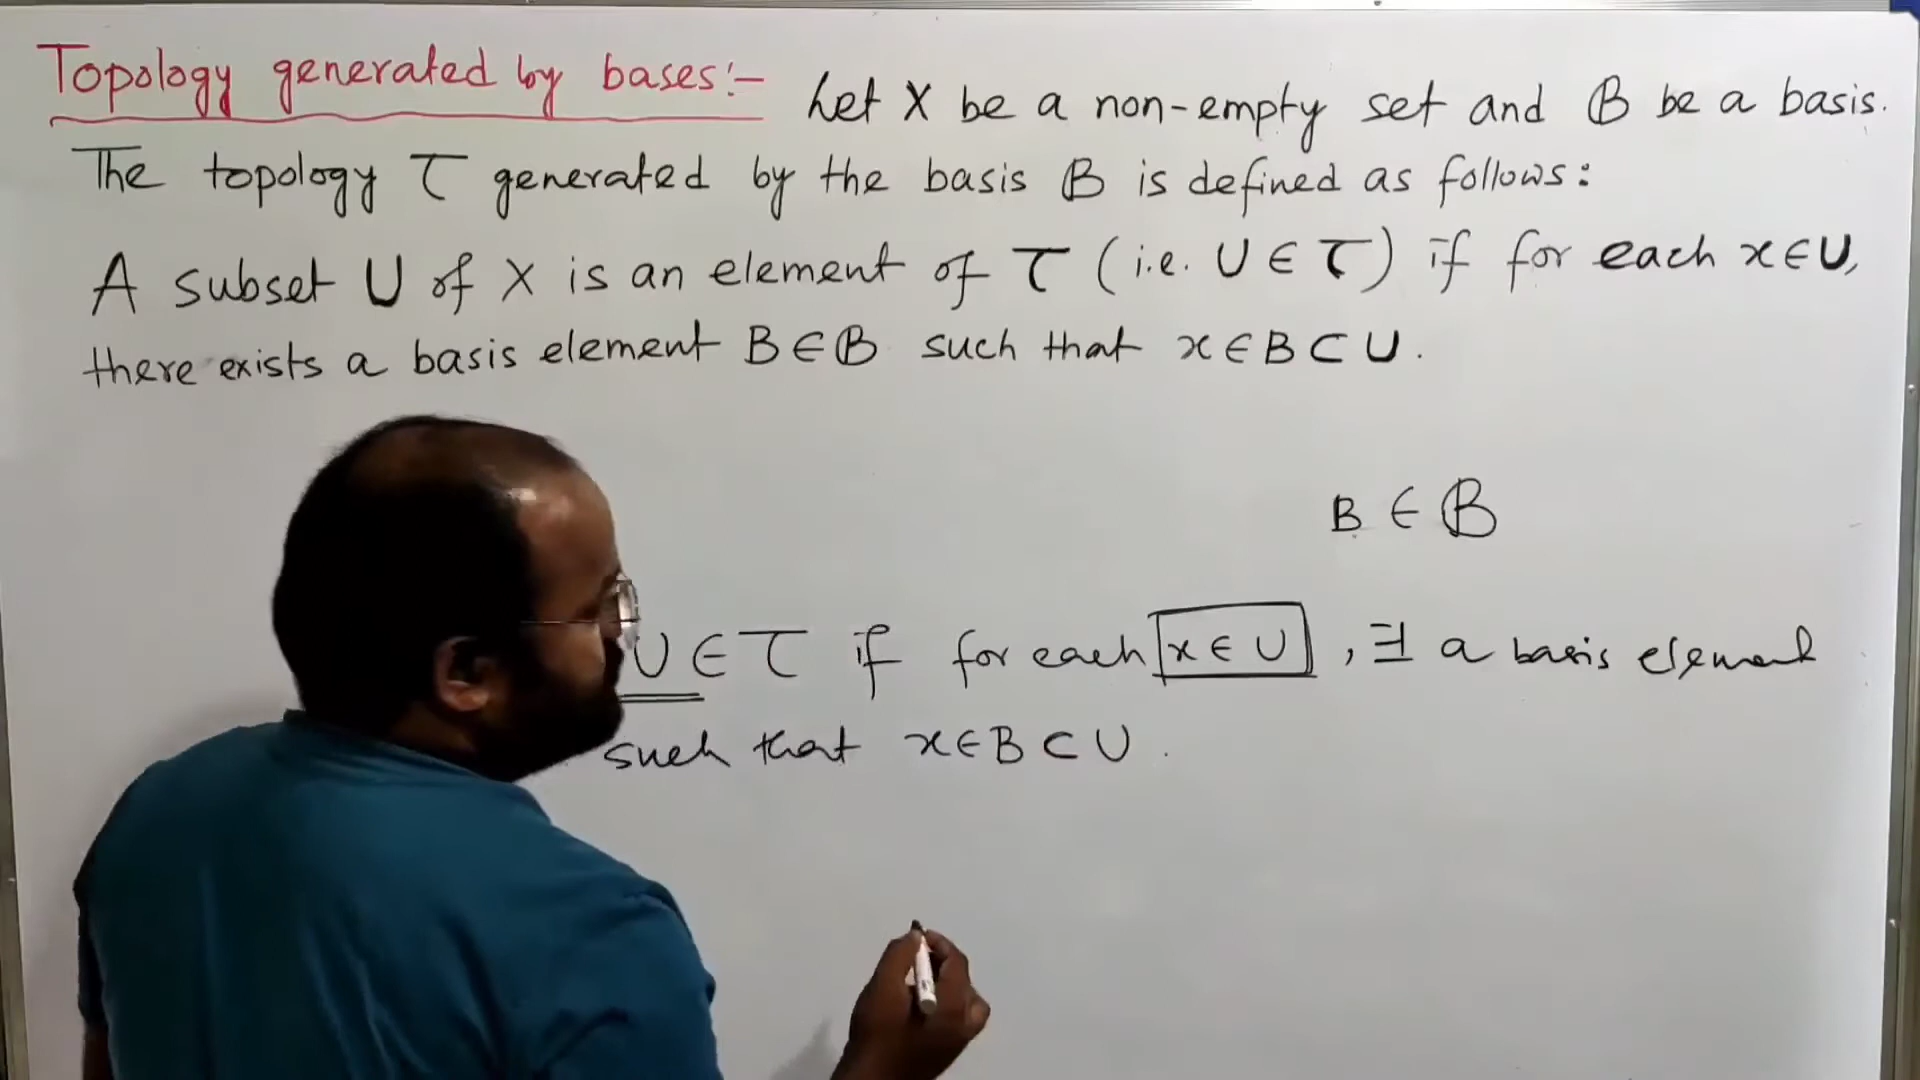 Topology generated by bases:- Let X be a non-empty set and 𝔹 be a basis.
The topology τ generated by the basis 𝔹 is defined as follows:
A subset U of X is an element of τ (i.e. U ∈ τ) if for each x∈U,
there exists a basis element B∈𝔹 such that x∈B⊂U.
B ∈ 𝔹
U ∈ τ if for each x ∈ U , ∃ a basis element
such that x∈B⊂U.